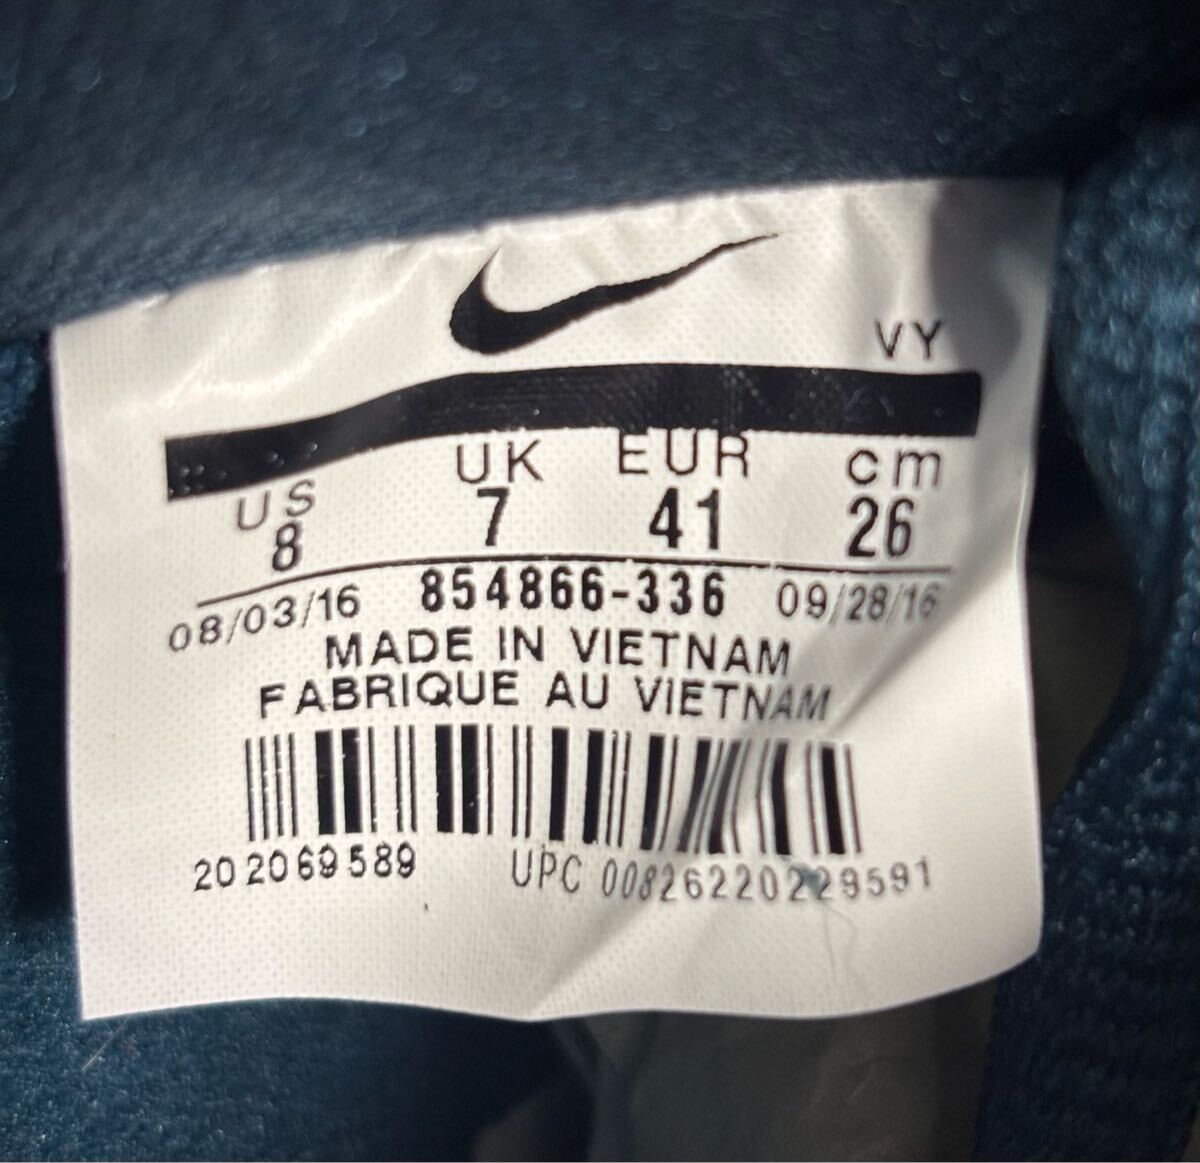 VY
US UK EUR cm
8 7 41 26
08/03/16 854866-336 09/28/16
MADE IN VIETNAM
FABRIQUE AU VIETNAM
202069589 UPC 00826220229591